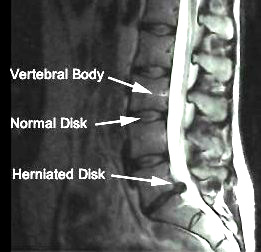 Vertebral Body
Normal Disk
Herniated Disk